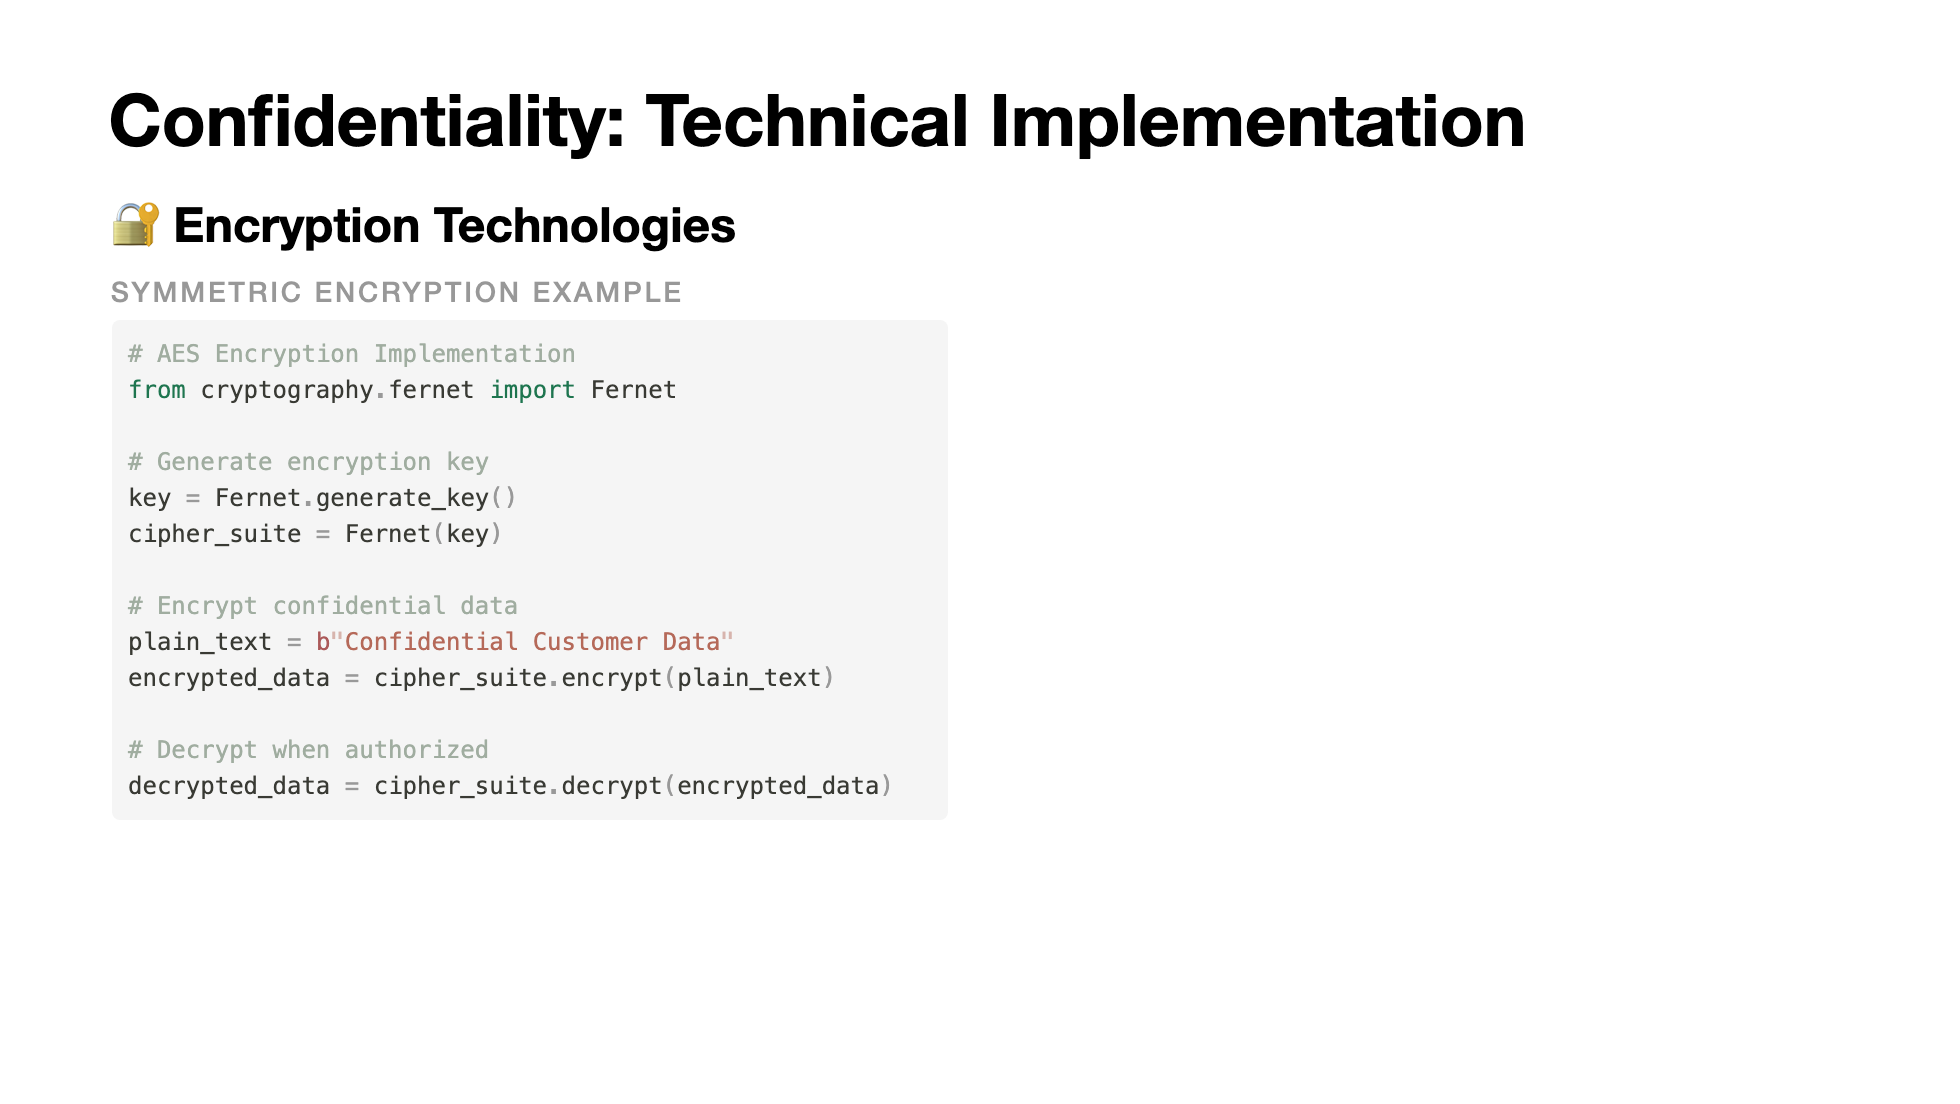 Confidentiality: Technical Implementation
🔐 Encryption Technologies
SYMMETRIC ENCRYPTION EXAMPLE
# AES Encryption Implementation
from cryptography.fernet import Fernet

# Generate encryption key
key = Fernet.generate_key()
cipher_suite = Fernet(key)

# Encrypt confidential data
plain_text = b"Confidential Customer Data"
encrypted_data = cipher_suite.encrypt(plain_text)

# Decrypt when authorized
decrypted_data = cipher_suite.decrypt(encrypted_data)